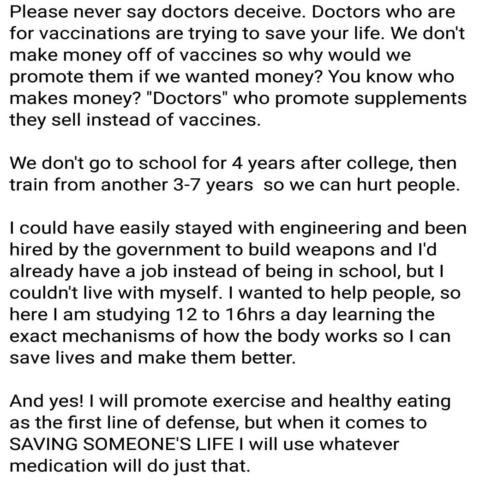 Please never say doctors deceive. Doctors who are
for vaccinations are trying to save your life. We don't
make money off of vaccines so why would we
promote them if we wanted money? You know who
makes money? "Doctors" who promote supplements
they sell instead of vaccines.
We don't go to school for 4 years after college, then
train from another 3-7 years so we can hurt people.
I could have easily stayed with engineering and been
hired by the government to build weapons and I'd
already have a job instead of being in school, but I
couldn't live with myself. I wanted to help people, so
here I am studying 12 to 16hrs a day learning the
exact mechanisms of how the body works so I can
save lives and make them better.
And yes! I will promote exercise and healthy eating
as the first line of defense, but when it comes to
SAVING SOMEONE'S LIFE I will use whatever
medication will do just that.